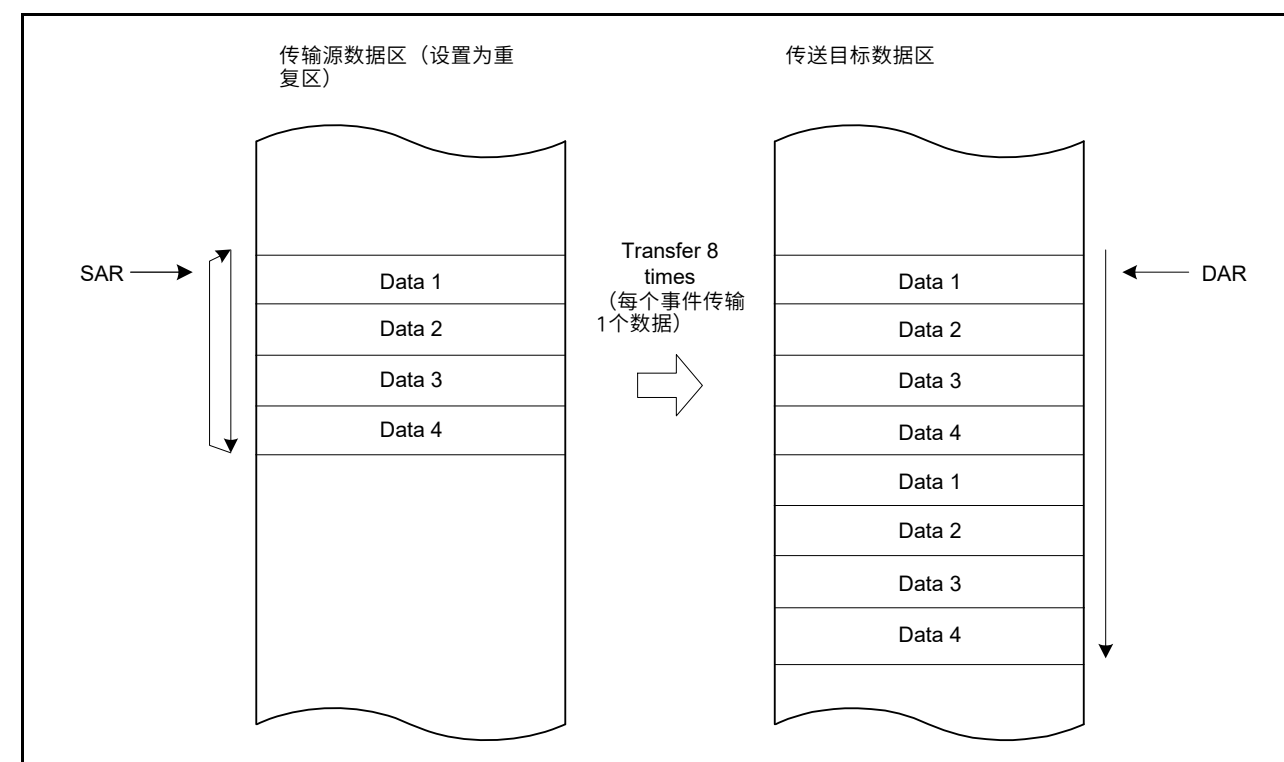 传输源数据区（设置为重
复区）
传送目标数据区
SAR
Data 1
Data 2
Data 3
Data 4
Transfer 8
times
（每个事件传输
1个数据）
Data 1
Data 2
Data 3
Data 4
Data 1
Data 2
Data 3
Data 4
DAR